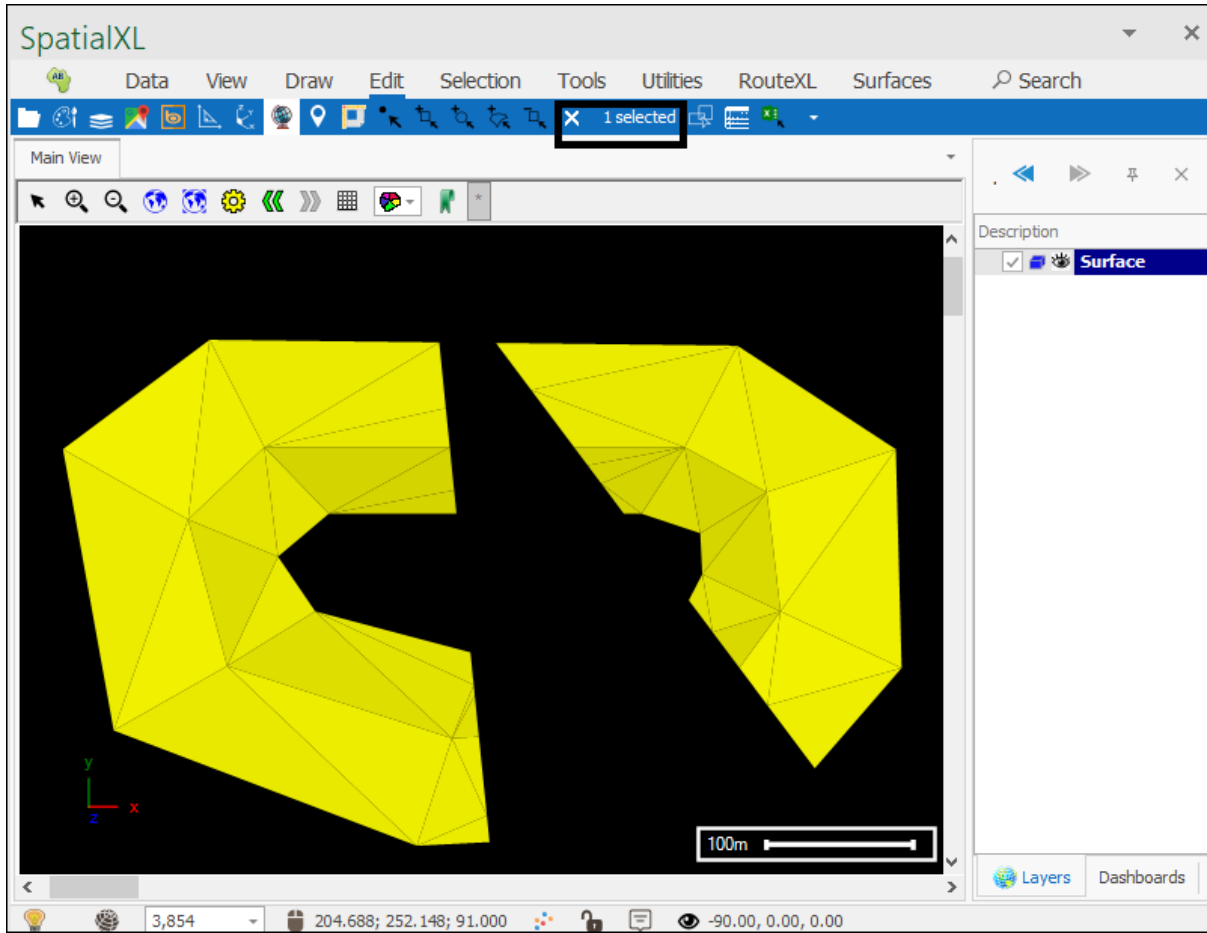 SpatialXL
AB Data View Draw Edit Selection Tools Utilities RouteXL Surfaces Search
1 selected
Main View
*
Description
Surface
y
x
z
100m
Layers Dashboards
3,854 204.688; 252.148; 91.000 -90.00, 0.00, 0.00